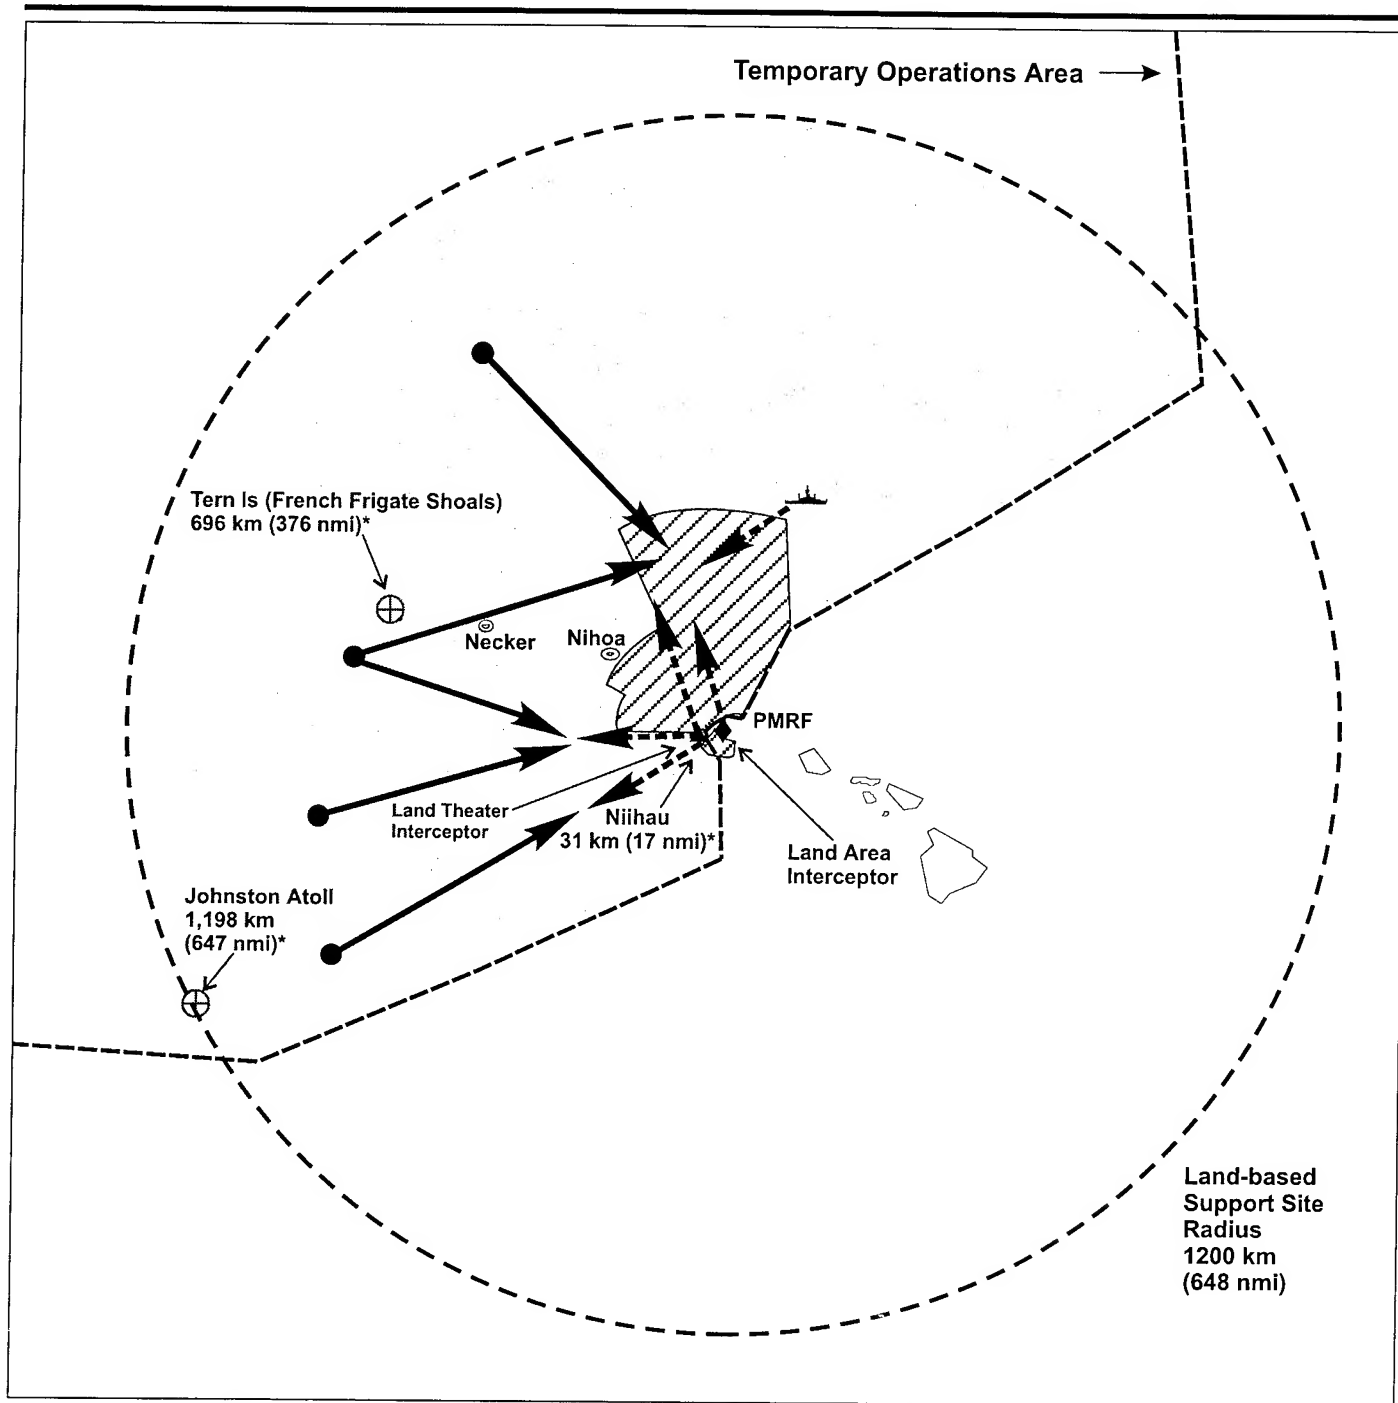 Temporary Operations Area
Tern Is (French Frigate Shoals)
696 km (376 nmi)*
Necker
Nihoa
PMRF
Land Theater
Interceptor
Niihau
31 km (17 nmi)*
Land Area
Interceptor
Johnston Atoll
1,198 km
(647 nmi)*
Land-based
Support Site
Radius
1200 km
(648 nmi)